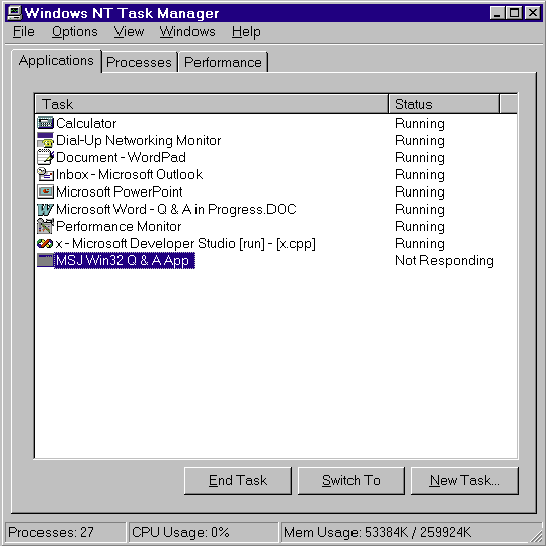 Windows NT Task Manager
File Options View Windows Help
Applications Processes Performance
Task Status
Calculator Running
Dial-Up Networking Monitor Running
Document - WordPad Running
Inbox - Microsoft Outlook Running
Microsoft PowerPoint Running
Microsoft Word - Q & A in Progress.DOC Running
Performance Monitor Running
x - Microsoft Developer Studio [run] - [x.cpp] Running
MSJ Win32 Q & A App Not Responding
End Task Switch To New Task...
Processes: 27 CPU Usage: 0% Mem Usage: 53384K / 259924K